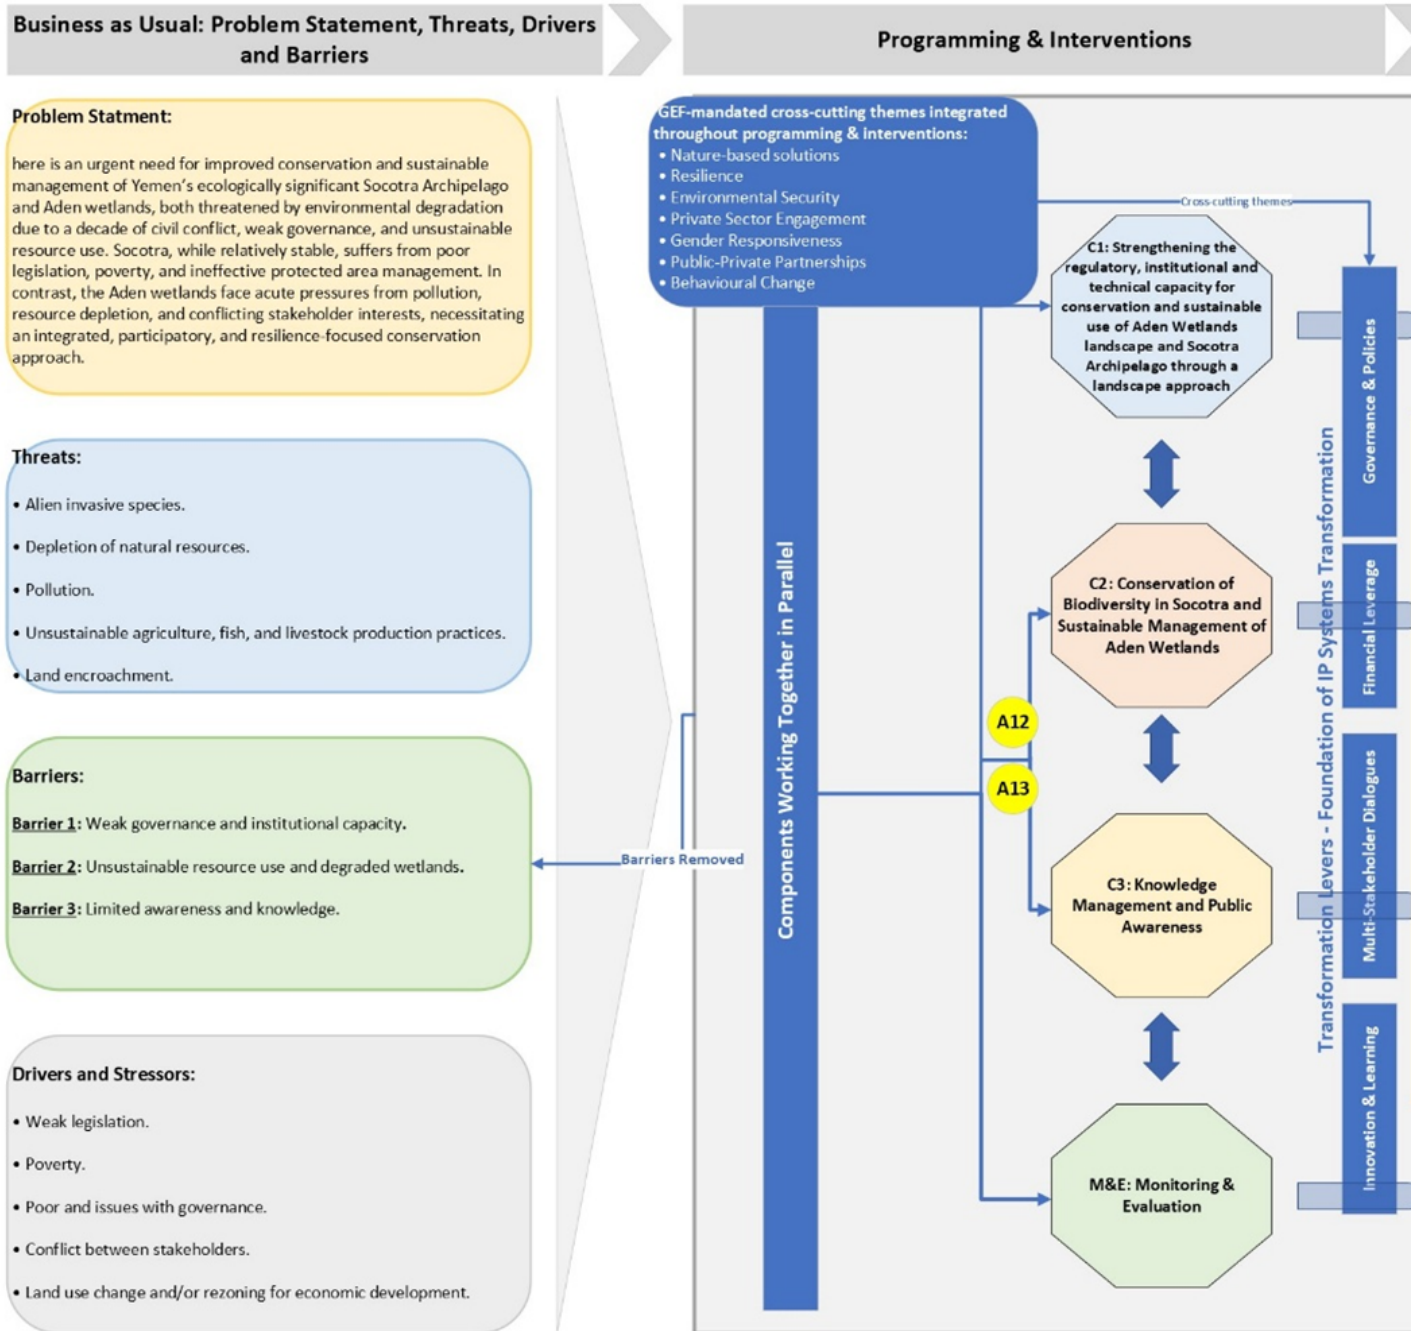 Business as Usual: Problem Statement, Threats, Drivers
and Barriers
Programming & Interventions
Problem Statment:
here is an urgent need for improved conservation and sustainable
management of Yemen's ecologically significant Socotra Archipelago
and Aden wetlands, both threatened by environmental degradation
due to a decade of civil conflict, weak governance, and unsustainable
resource use. Socotra, while relatively stable, suffers from poor
legislation, poverty, and ineffective protected area management. In
contrast, the Aden wetlands face acute pressures from pollution,
resource depletion, and conflicting stakeholder interests, necessitating
an integrated, participatory, and resilience-focused conservation
approach.
Threats:
• Alien invasive species.
• Depletion of natural resources.
• Pollution.
• Unsustainable agriculture, fish, and livestock production practices.
• Land encroachment.
Barriers:
Barrier 1: Weak governance and institutional capacity.
Barrier 2: Unsustainable resource use and degraded wetlands.
Barrier 3: Limited awareness and knowledge.
Drivers and Stressors:
• Weak legislation.
• Poverty.
• Poor and issues with governance.
• Conflict between stakeholders.
• Land use change and/or rezoning for economic development.
Barriers Removed
GEF-mandated cross-cutting themes integrated
throughout programming & interventions:
• Nature-based solutions
• Resilience
• Environmental Security
• Private Sector Engagement
• Gender Responsiveness
• Public-Private Partnerships
• Behavioural Change
Cross-cutting themes
Components Working Together in Parallel
A12
A13
C1: Strengthening the
regulatory, institutional and
technical capacity for
conservation and sustainable
use of Aden Wetlands
landscape and Socotra
Archipelago through a
landscape approach
C2: Conservation of
Biodiversity in Socotra and
Sustainable Management of
Aden Wetlands
C3: Knowledge
Management and Public
Awareness
M&E: Monitoring &
Evaluation
Transformation Levers - Foundation of IP Systems Transformation
Governance & Policies
Financial Leverage
Multi-Stakeholder Dialogues
Innovation & Learning